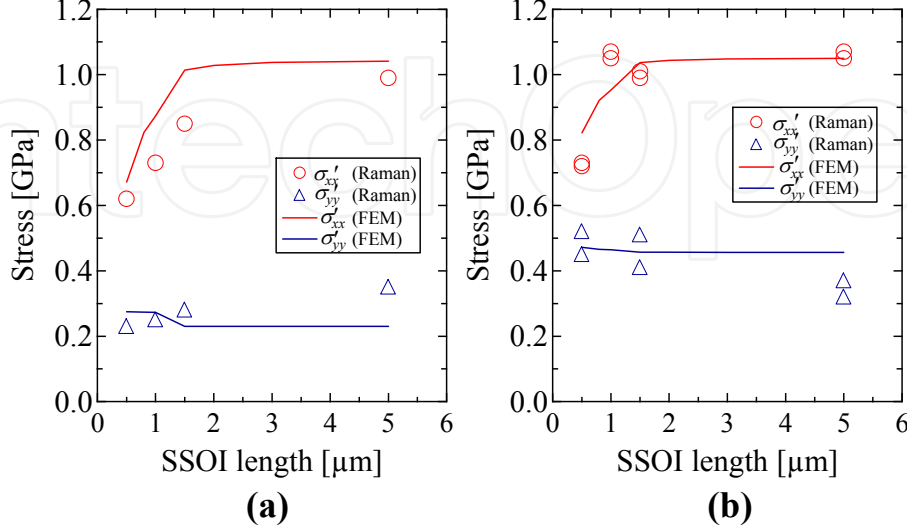 1.2
1.0
0.8
0.6
0.4
0.2
0.0
Stress [GPa]
0 1 2 3 4 5 6
SSOI length [µm]
σxx′ (Raman)
σyy′ (Raman)
σxx′ (FEM)
σyy′ (FEM)
(a)
1.2
1.0
0.8
0.6
0.4
0.2
0.0
Stress [GPa]
0 1 2 3 4 5 6
SSOI length [µm]
σxx′ (Raman)
σyy′ (Raman)
σxx′ (FEM)
σyy′ (FEM)
(b)